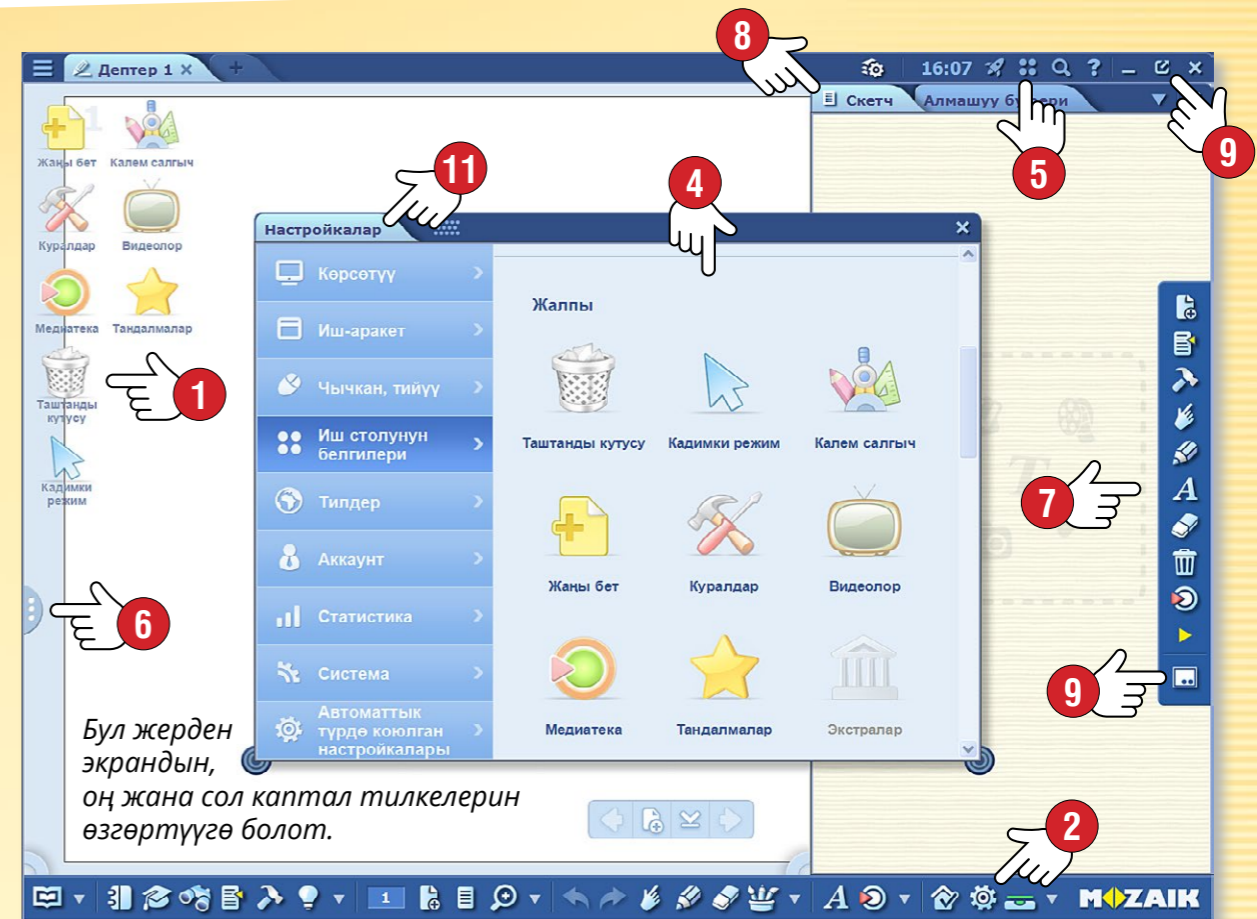 8
Дептер 1
16:07
?
Скетч
Алмашуу
5
9
1
Жаңы бет
Калем салгыч
11
4
Куралдар
Видеолор
Настройкалар
Көрсөтүү
Жалпы
Медиатека
Тандалмалар
Иш-аракет
1
Чычкан, тийүү
Таштанды
кутусу
Иш столунун
белгилери
Таштанды кутусу
Кадимки режим
Калем салгыч
Кадимки
режим
7
A
Тилдер
Аккаунт
Жаңы бет
Куралдар
Видеолор
6
Статистика
Система
9
Автоматтык
түрдө коюлган
настройкалары
Медиатека
Тандалмалар
Экстралар
Бул жерден
экрандын,
оң жана сол каптал тилкелерин
өзгөртүүгө болот.
2
1
A
MOZAIK